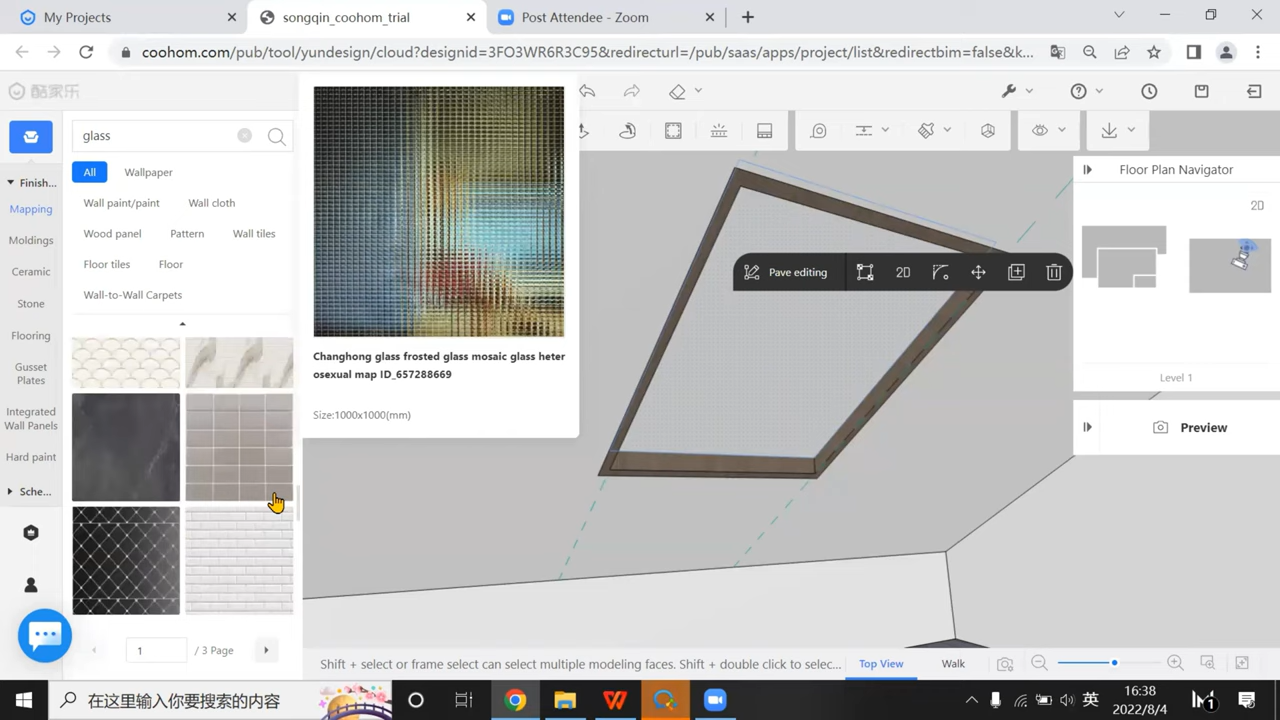 My Projects
songqin_coohom_trial
Post Attendee - Zoom
coohom.com/pub/tool/yundesign/cloud?designid=3FO3WR6R3C95&redirecturl=/pub/saas/apps/project/list&redirectbim=false&k...
酷家乐
glass
All
Wallpaper
Wall paint/paint
Wall cloth
Wood panel
Pattern
Wall tiles
Floor tiles
Floor
Wall-to-Wall Carpets
Finish...
Mapping
Moldings
Ceramic
Stone
Flooring
Gusset
Plates
Integrated
Wall Panels
Hard paint
Sche...
Changhong glass frosted glass mosaic glass heter
osexual map ID_657288669
Size:1000x1000(mm)
Pave editing
2D
Floor Plan Navigator
2D
Level 1
Preview
1
/ 3 Page
Shift + select or frame select can select multiple modeling faces. Shift + double click to selec...
Top View
Walk
在这里输入你要搜索的内容
英
16:38
2022/8/4
1